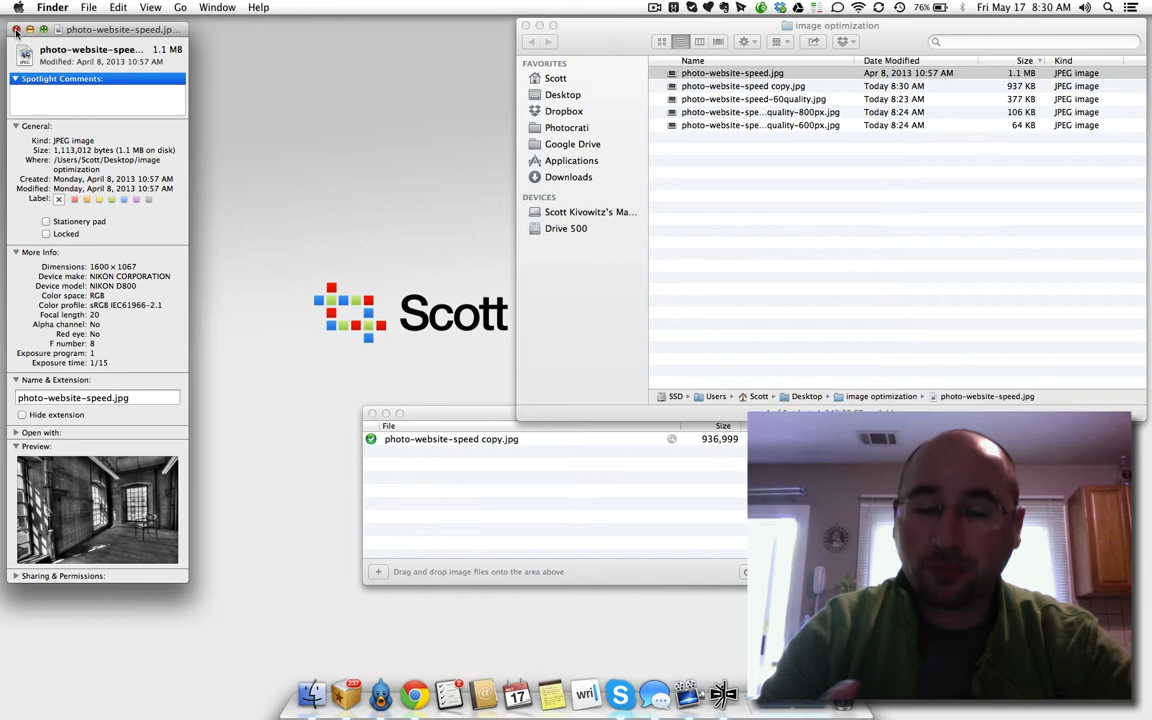 Finder File Edit View Go Window Help
76% Fri May 17 8:30 AM
photo-website-speed.jp...
photo-website-spee... 1.1 MB
Modified: April 8, 2013 10:57 AM
Spotlight Comments:
General:
Kind: JPEG image
Size: 1,113,012 bytes (1.1 MB on disk)
Where: /Users/Scott/Desktop/image
optimization
Created: Monday, April 8, 2013 10:57 AM
Modified: Monday, April 8, 2013 10:57 AM
Label:
Stationery pad
Locked
More Info:
Dimensions: 1600 × 1067
Device make: NIKON CORPORATION
Device model: NIKON D800
Color space: RGB
Color profile: sRGB IEC61966-2.1
Focal length: 20
Alpha channel: No
Red eye: No
F number: 8
Exposure program: 1
Exposure time: 1/15
Name & Extension:
photo-website-speed.jpg
Hide extension
Open with:
Preview:
Sharing & Permissions:
Scott
image optimization
FAVORITES
Scott
Desktop
Dropbox
Photocrati
Google Drive
Applications
Downloads
DEVICES
Scott Kivowitz's Ma...
Drive 500
Name Date Modified Size Kind
photo-website-speed.jpg Apr 8, 2013 10:57 AM 1.1 MB JPEG image
photo-website-speed copy.jpg Today 8:30 AM 937 KB JPEG image
photo-website-speed-60quality.jpg Today 8:23 AM 377 KB JPEG image
photo-website-spe...quality-800px.jpg Today 8:24 AM 106 KB JPEG image
photo-website-spe...quality-600px.jpg Today 8:24 AM 64 KB JPEG image
SSD Users Scott Desktop image optimization photo-website-speed.jpg
File Size
photo-website-speed copy.jpg 936,999
Drag and drop image files onto the area above
237
2
MAY
17
wri